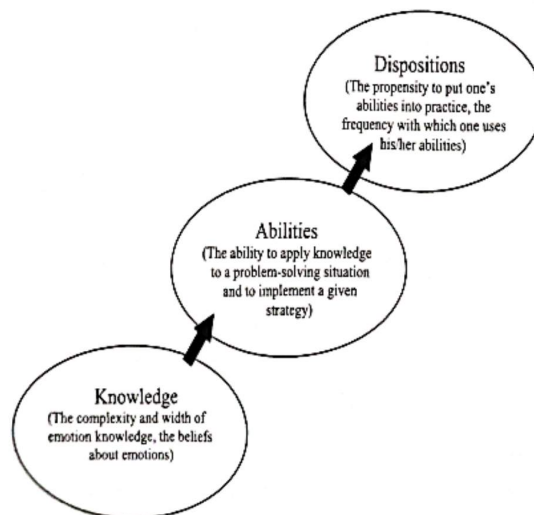 Dispositions
(The propensity to put one's
abilities into practice, the
frequency with which one uses
his/her abilities)
Abilities
(The ability to apply knowledge
to a problem-solving situation
and to implement a given
strategy)
Knowledge
(The complexity and width of
emotion knowledge, the beliefs
about emotions)